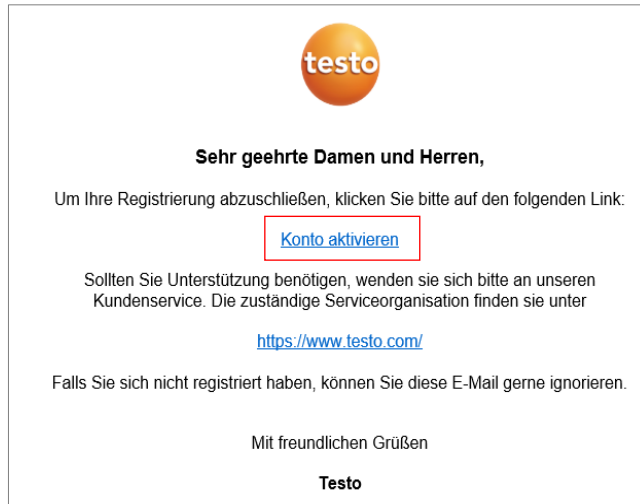 testo
Sehr geehrte Damen und Herren,
Um Ihre Registrierung abzuschließen, klicken Sie bitte auf den folgenden Link:
Konto aktivieren
Sollten Sie Unterstützung benötigen, wenden sie sich bitte an unseren
Kundenservice. Die zuständige Serviceorganisation finden sie unter
https://www.testo.com/
Falls Sie sich nicht registriert haben, können Sie diese E-Mail gerne ignorieren.
Mit freundlichen Grüßen
Testo